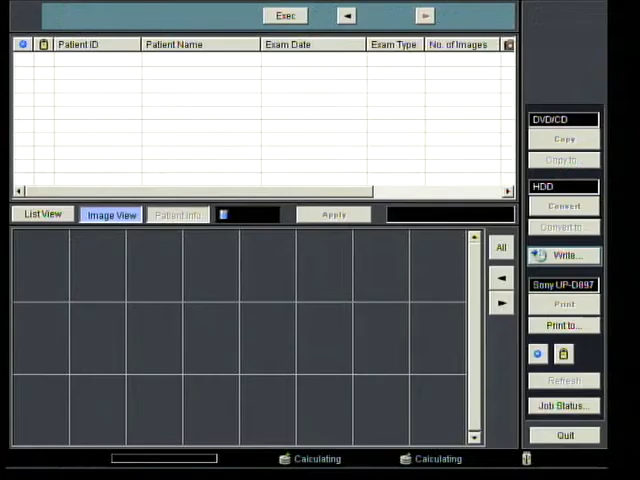 Exec
Patient ID Patient Name Exam Date Exam Type No. of Images
DVD/CD
Copy
Copy to...
HDD
Convert
Convert to...
List View Image View Patient Info. Apply
All
Write...
Sony UP-D897
Print
Print to...
Refresh
Job Status...
Quit
Calculating Calculating